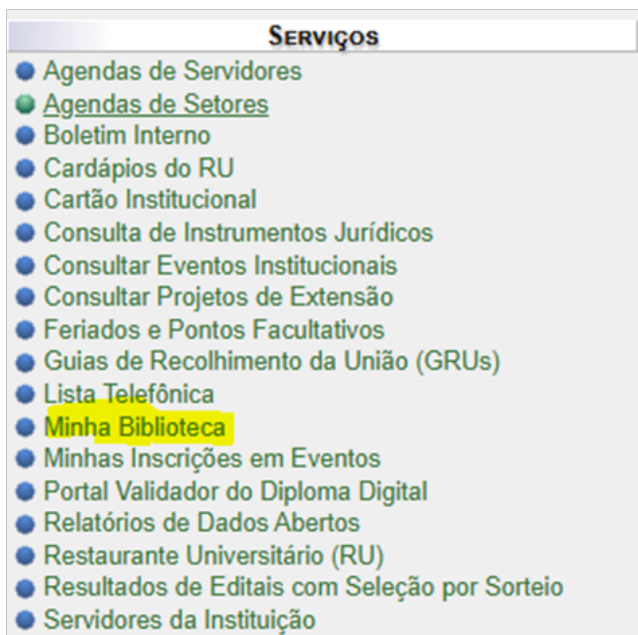 Serviços
Agendas de Servidores
Agendas de Setores
Boletim Interno
Cardápios do RU
Cartão Institucional
Consulta de Instrumentos Jurídicos
Consultar Eventos Institucionais
Consultar Projetos de Extensão
Feriados e Pontos Facultativos
Guias de Recolhimento da União (GRUs)
Lista Telefônica
Minha Biblioteca
Minhas Inscrições em Eventos
Portal Validador do Diploma Digital
Relatórios de Dados Abertos
Restaurante Universitário (RU)
Resultados de Editais com Seleção por Sorteio
Servidores da Instituição